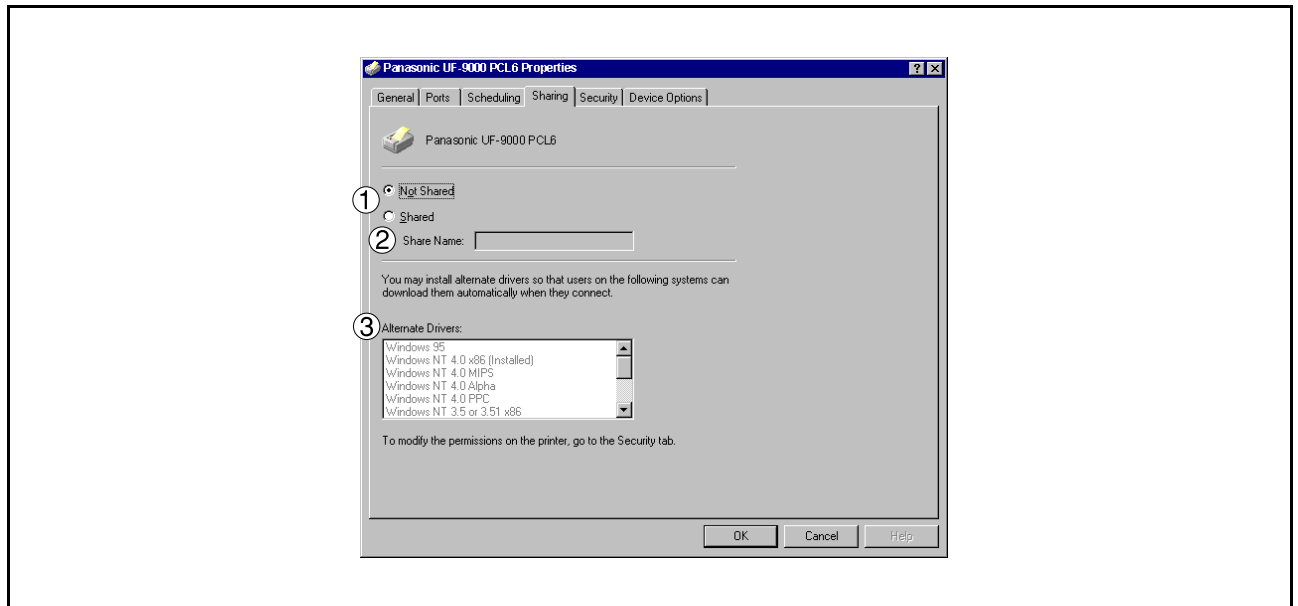 Panasonic UF-9000 PCL6 Properties
General Ports Scheduling Sharing Security Device Options
Panasonic UF-9000 PCL6
① Not Shared
Shared
② Share Name:
You may install alternate drivers so that users on the following systems can
download them automatically when they connect.
③ Alternate Drivers:
Windows 95
Windows NT 4.0 x86 (Installed)
Windows NT 4.0 MIPS
Windows NT 4.0 Alpha
Windows NT 4.0 PPC
Windows NT 3.5 or 3.51 x86
To modify the permissions on the printer, go to the Security tab.
OK Cancel Help